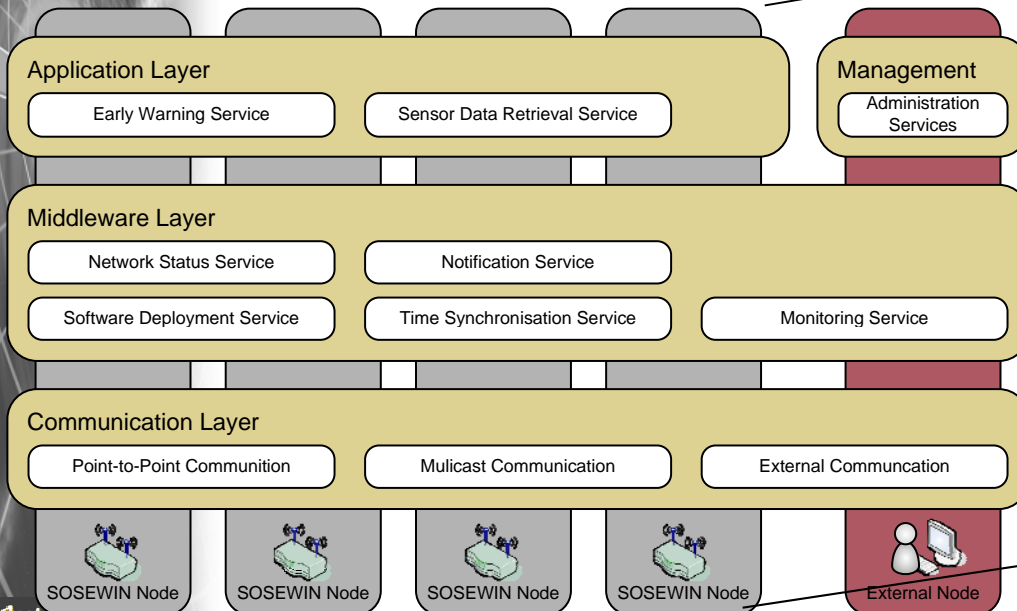 Application Layer
Early Warning Service
Sensor Data Retrieval Service
Management
Administration
Services
Middleware Layer
Network Status Service
Notification Service
Software Deployment Service
Time Synchronisation Service
Monitoring Service
Communication Layer
Point-to-Point Communition
Mulicast Communication
External Communcation
SOSEWIN Node
SOSEWIN Node
SOSEWIN Node
SOSEWIN Node
External Node